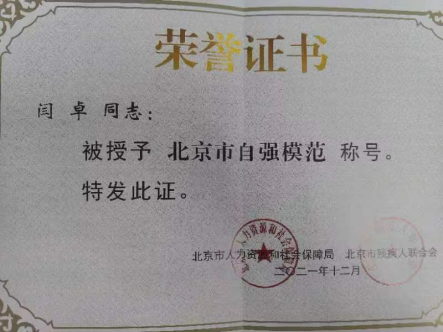 荣誉证书
闫卓 同志：
被授予 北京市自强模范 称号。
特发此证。
北京市人力资源和社会保障局 北京市残疾人联合会
二〇二一年十二月